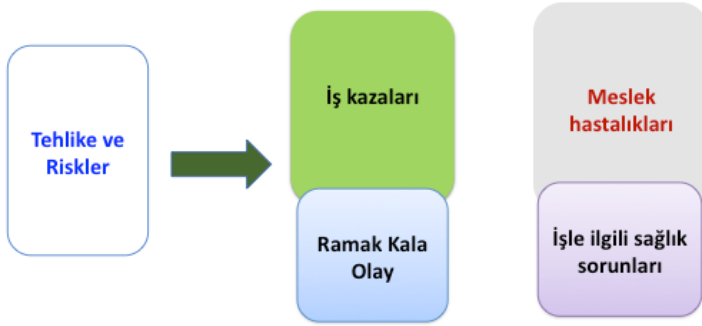 Tehlike ve
Riskler
İş kazaları
Ramak Kala
Olay
Meslek
hastalıkları
İşle ilgili sağlık
sorunları